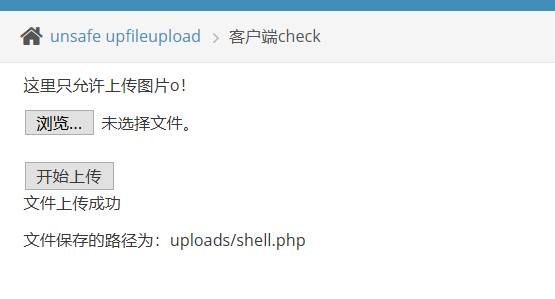 unsafe upfileupload > 客户端check
这里只允许上传图片o!
浏览... 未选择文件。
开始上传
文件上传成功
文件保存的路径为：uploads/shell.php